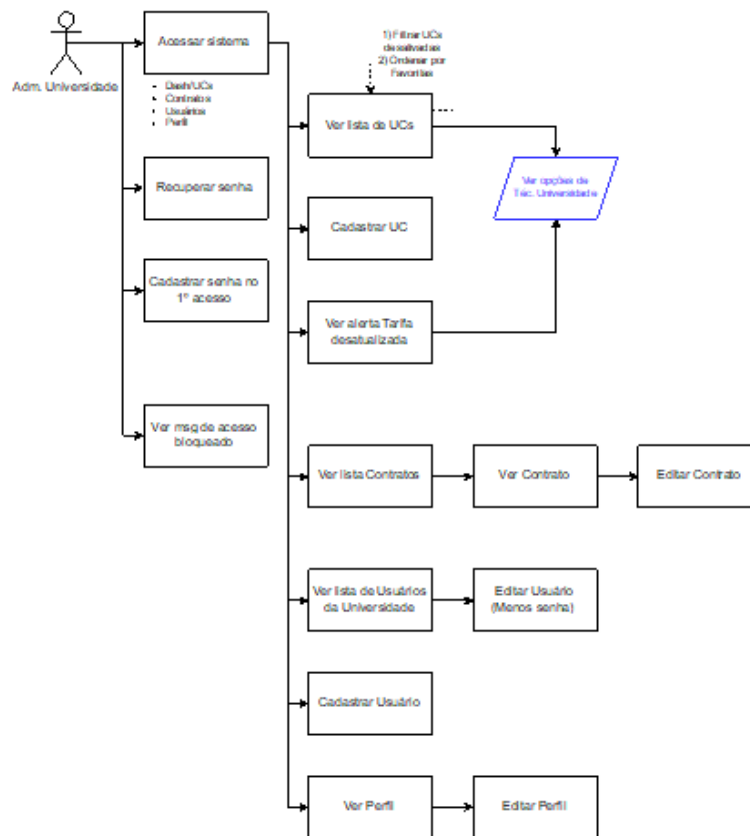 Adm. Universidade
Acessar sistema
Dash/UCs
Contratos
Usuários
Perfil
Recuperar senha
Cadastrar senha no
1º acesso
Ver msg de acesso
bloqueado
1) Filtrar UCs
desativadas
2) Ordenar por
Favoritas
Ver lista de UCs
Ver opções de
Téc. Universidade
Cadastrar UC
Ver alerta Tarifa
desatualizada
Ver lista Contratos
Ver Contrato
Editar Contrato
Ver lista de Usuários
da Universidade
Editar Usuário
(Menos senha)
Cadastrar Usuário
Ver Perfil
Editar Perfil